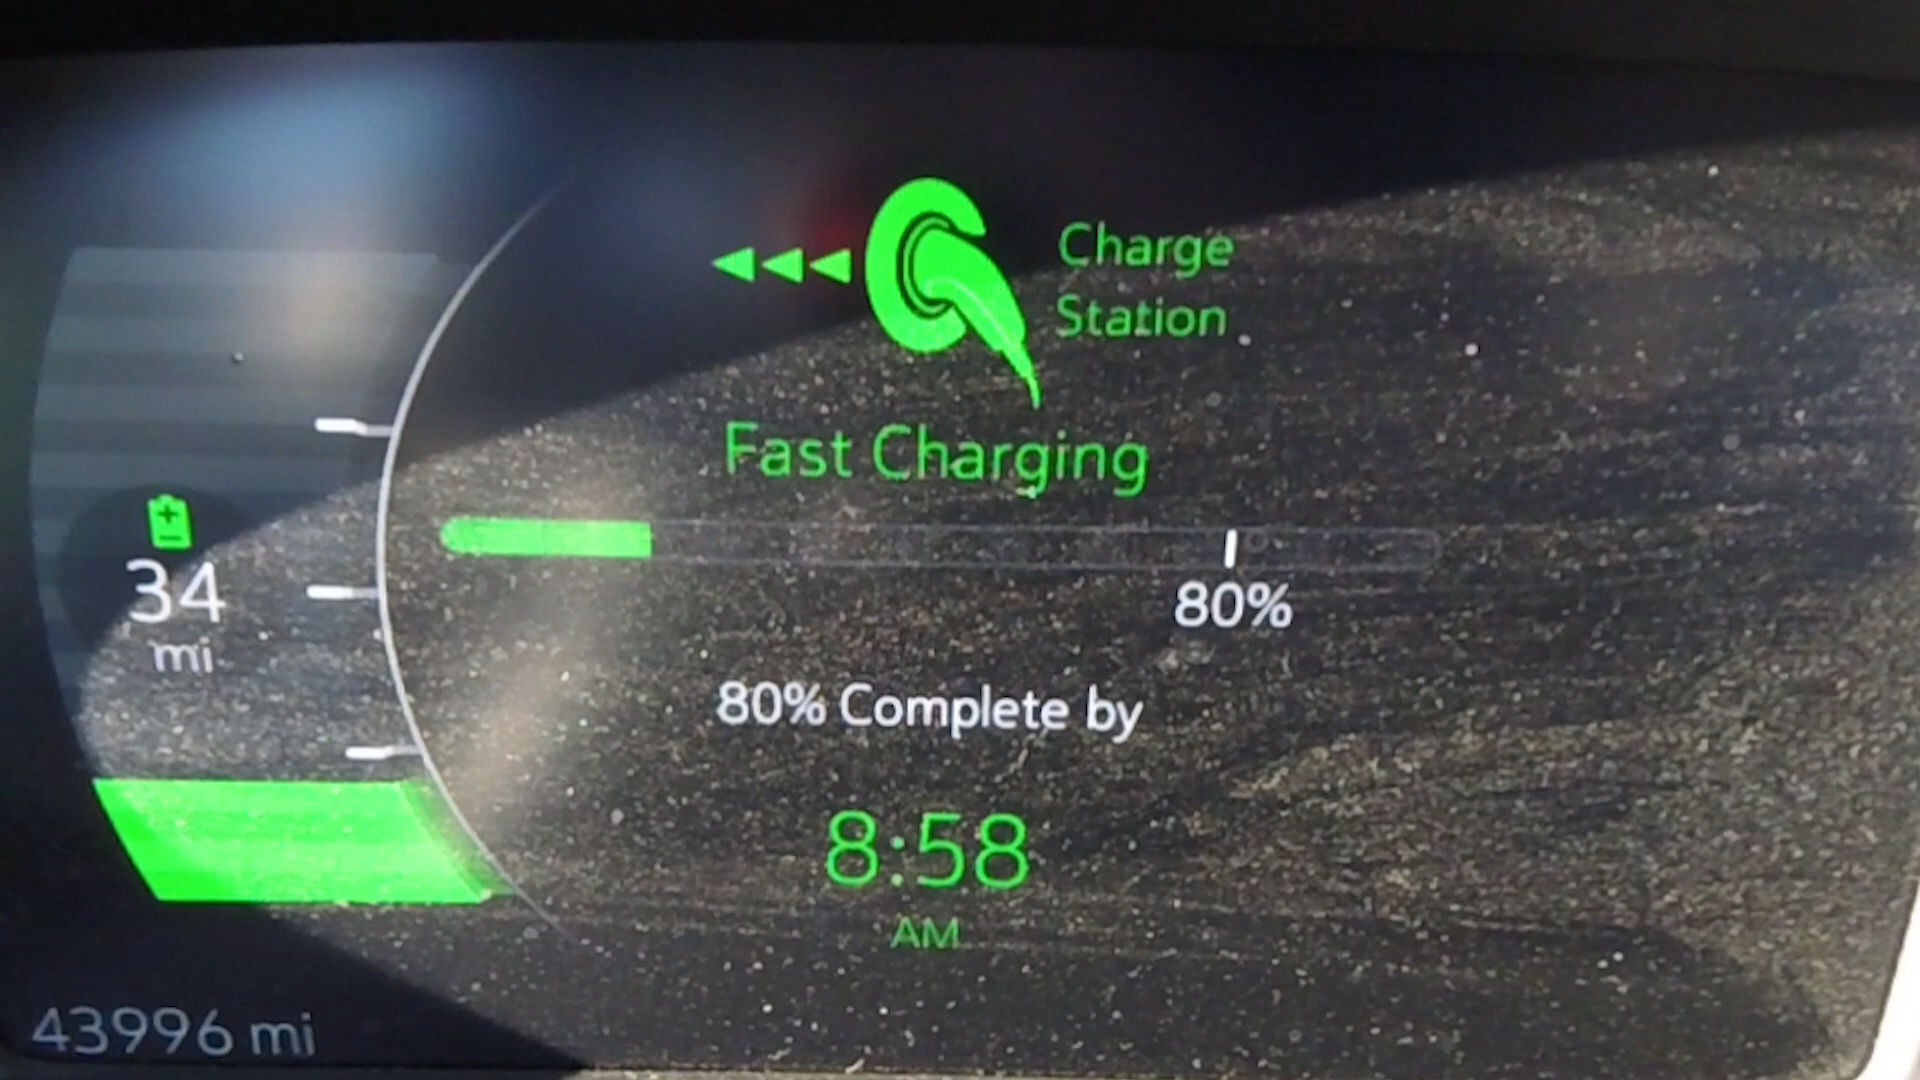 Charge
Station
Fast Charging
80%
34
mi
80% Complete by
8:58
AM
43996 mi